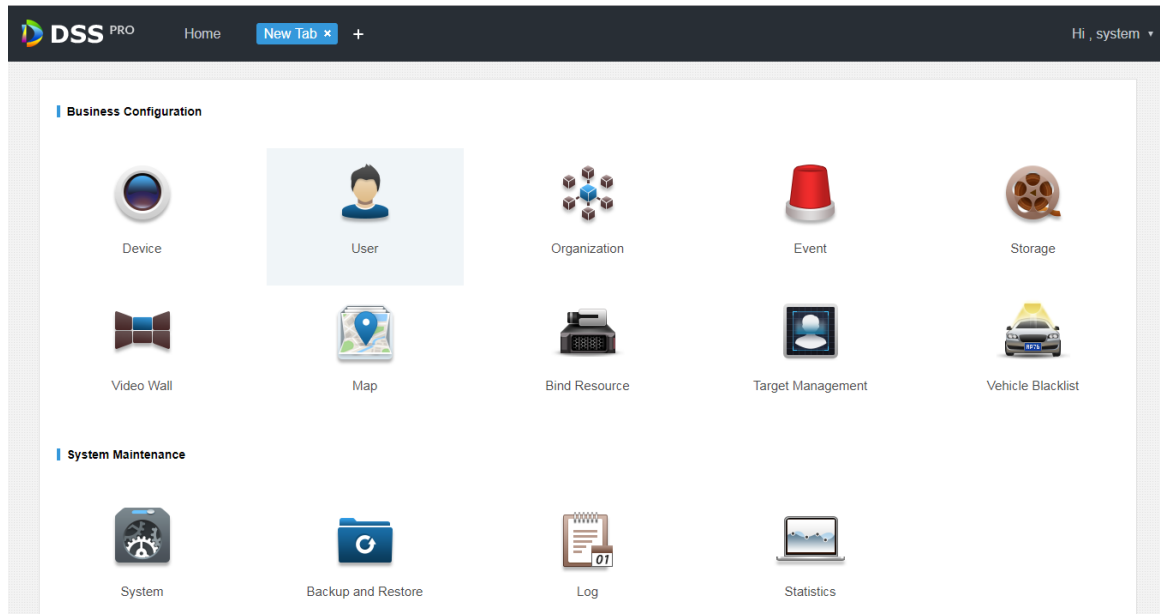 DSS PRO Home New Tab × + Hi , system ▾
Business Configuration
Device User Organization Event Storage
Video Wall Map Bind Resource Target Management Vehicle Blacklist
System Maintenance
01
System Backup and Restore Log Statistics